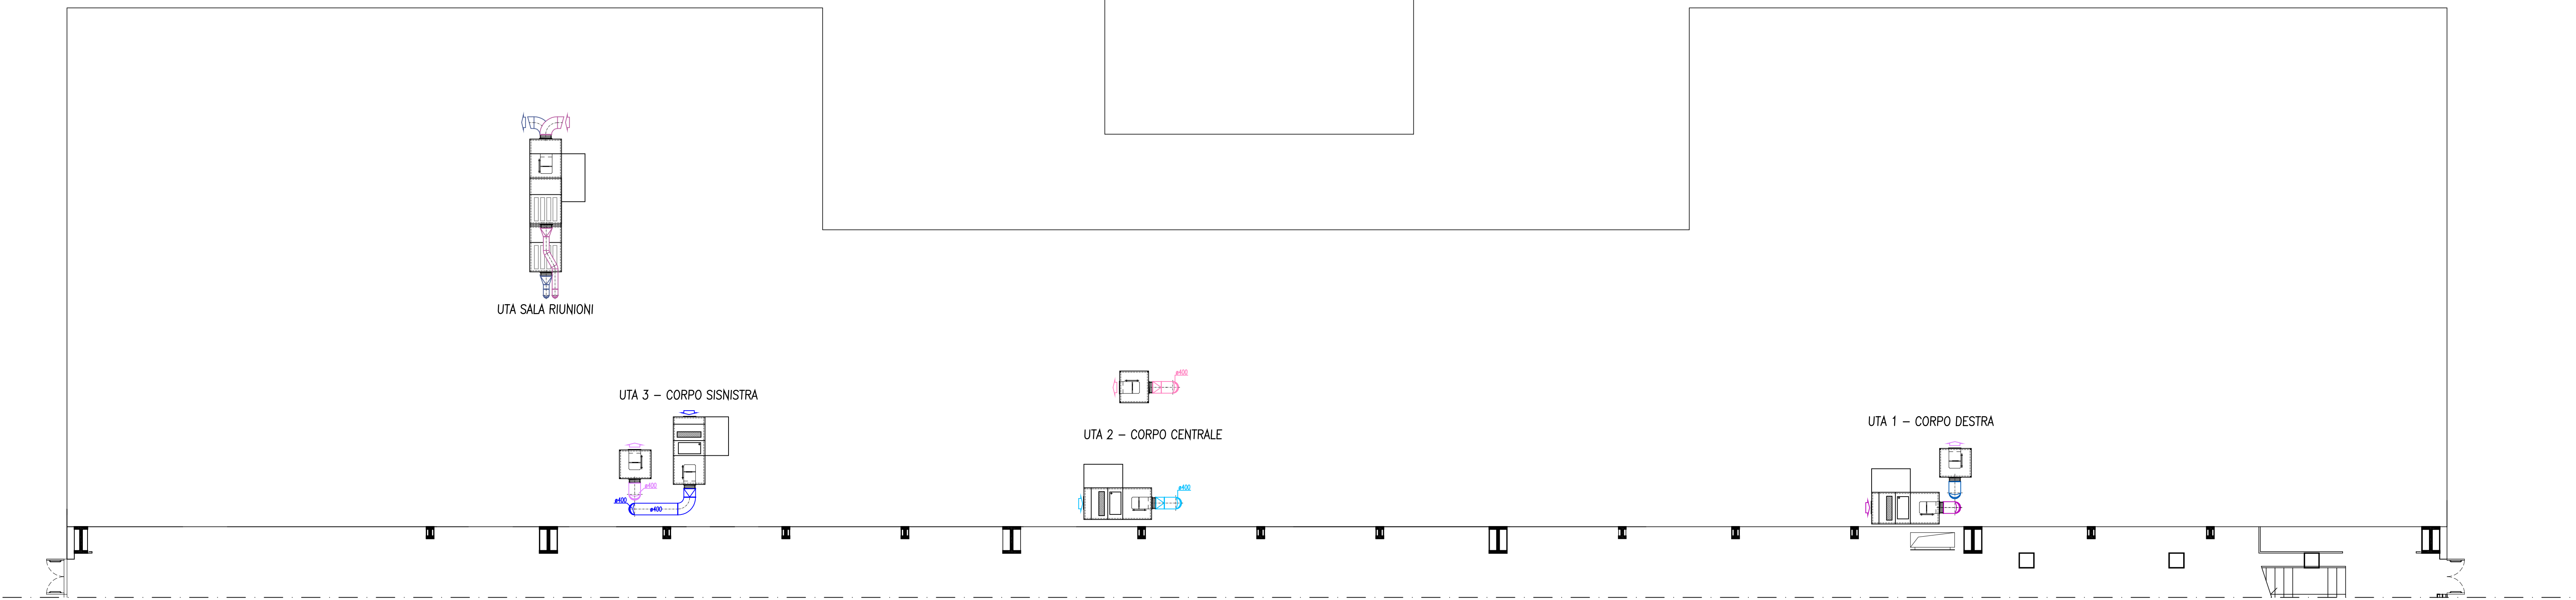 UTA SALA RIUNIONI
UTA 3 – CORPO SISNISTRA
ø400
ø400
ø400
ø400
UTA 2 – CORPO CENTRALE
ø400
UTA 1 – CORPO DESTRA